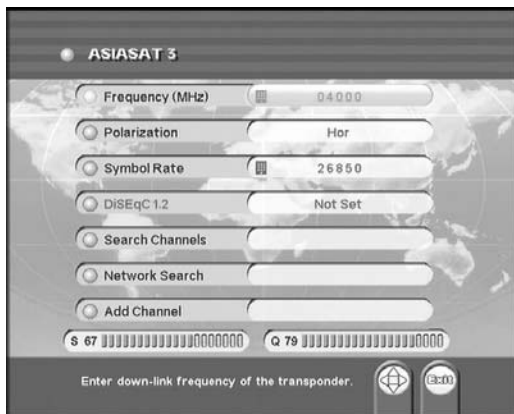 ASIASAT 3
Frequency (MHz) 04000
Polarization Hor
Symbol Rate 26850
DiSEqC 1.2 Not Set
Search Channels
Network Search
Add Channel
S 67 Q 79
Enter down-link frequency of the transponder. Exit